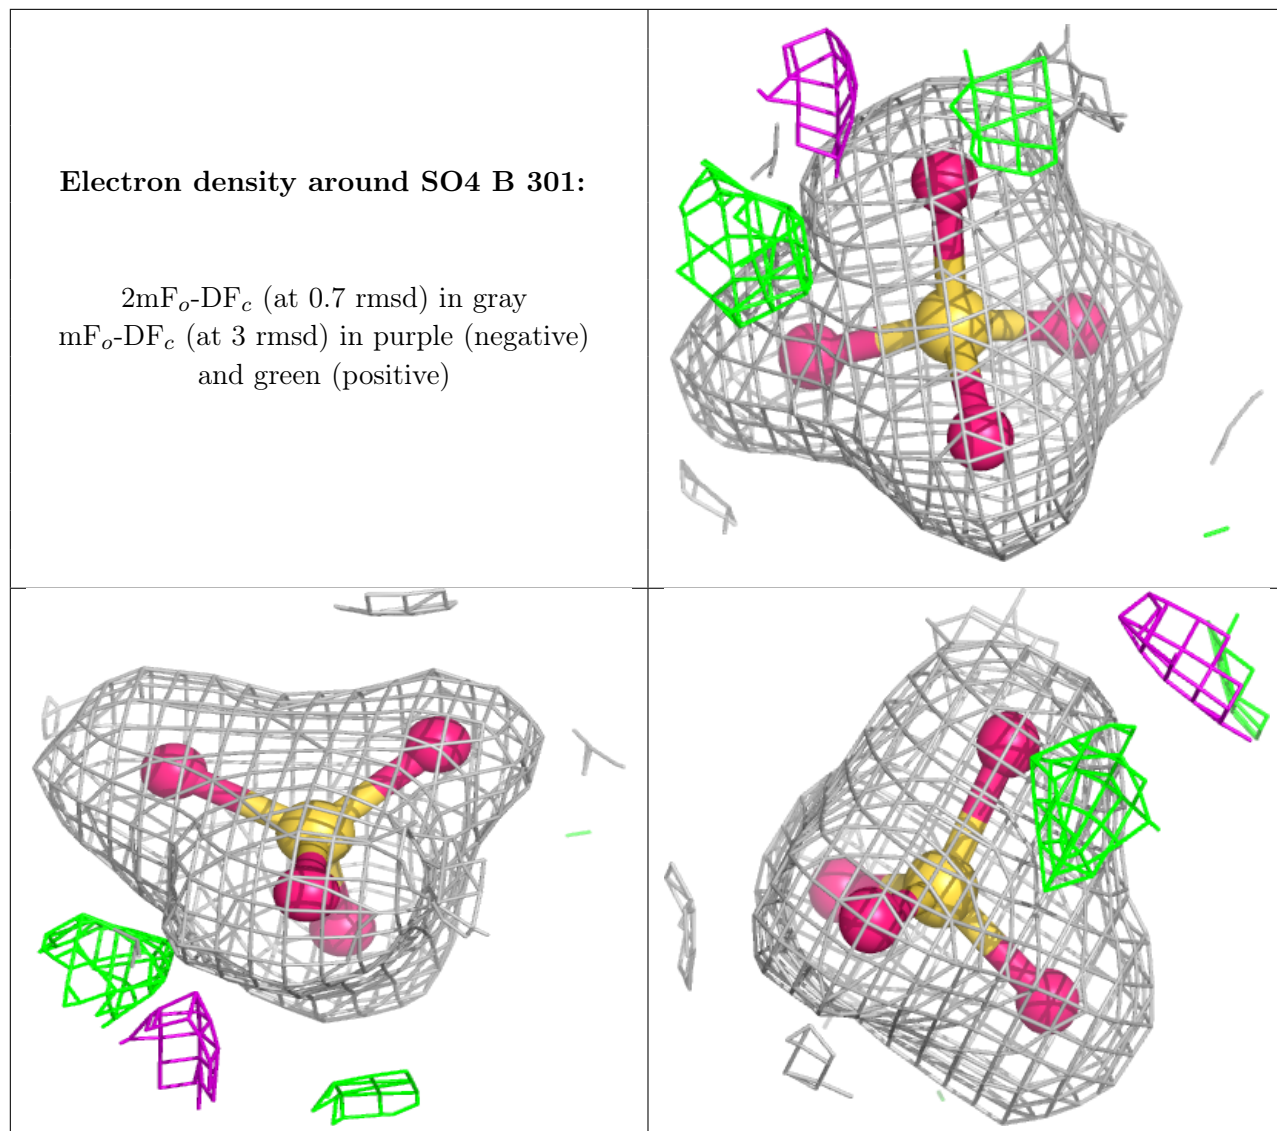 Electron density around SO4 B 301:
2mFo-DFc (at 0.7 rmsd) in gray
mFo-DFc (at 3 rmsd) in purple (negative)
and green (positive)